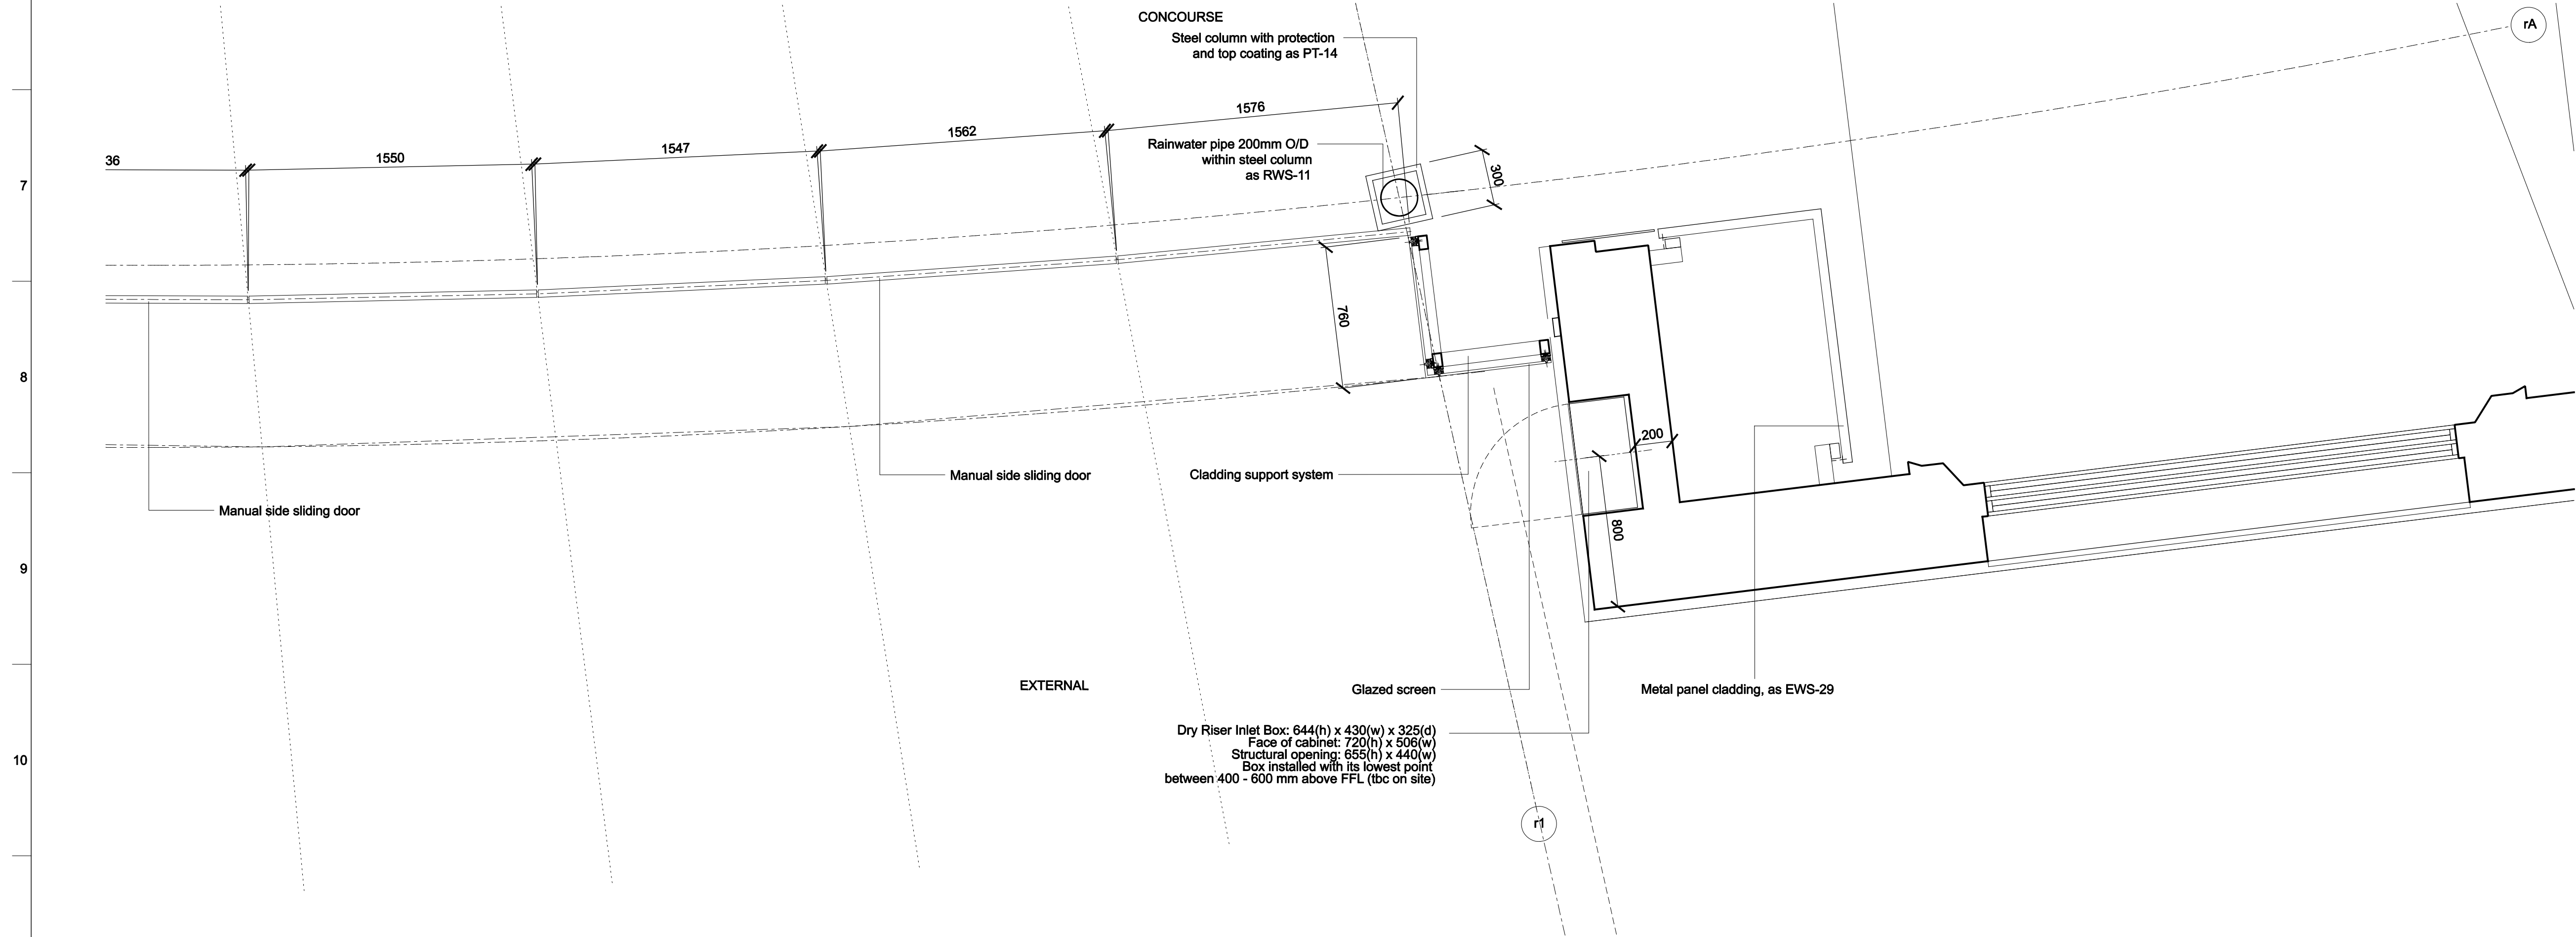 CONCOURSE
rA
Steel column with protection
and top coating as PT-14
1576
1562
1547
1550
36
Rainwater pipe 200mm O/D
within steel column
as RWS-11
300
7
760
8
200
Manual side sliding door
Cladding support system
Manual side sliding door
800
9
EXTERNAL
Glazed screen
Metal panel cladding, as EWS-29
Dry Riser Inlet Box: 644(h) x 430(w) x 325(d)
Face of cabinet: 720(h) x 506(w)
Structural opening: 655(h) x 440(w)
Box installed with its lowest point
between 400 - 600 mm above FFL (tbc on site)
10
r1